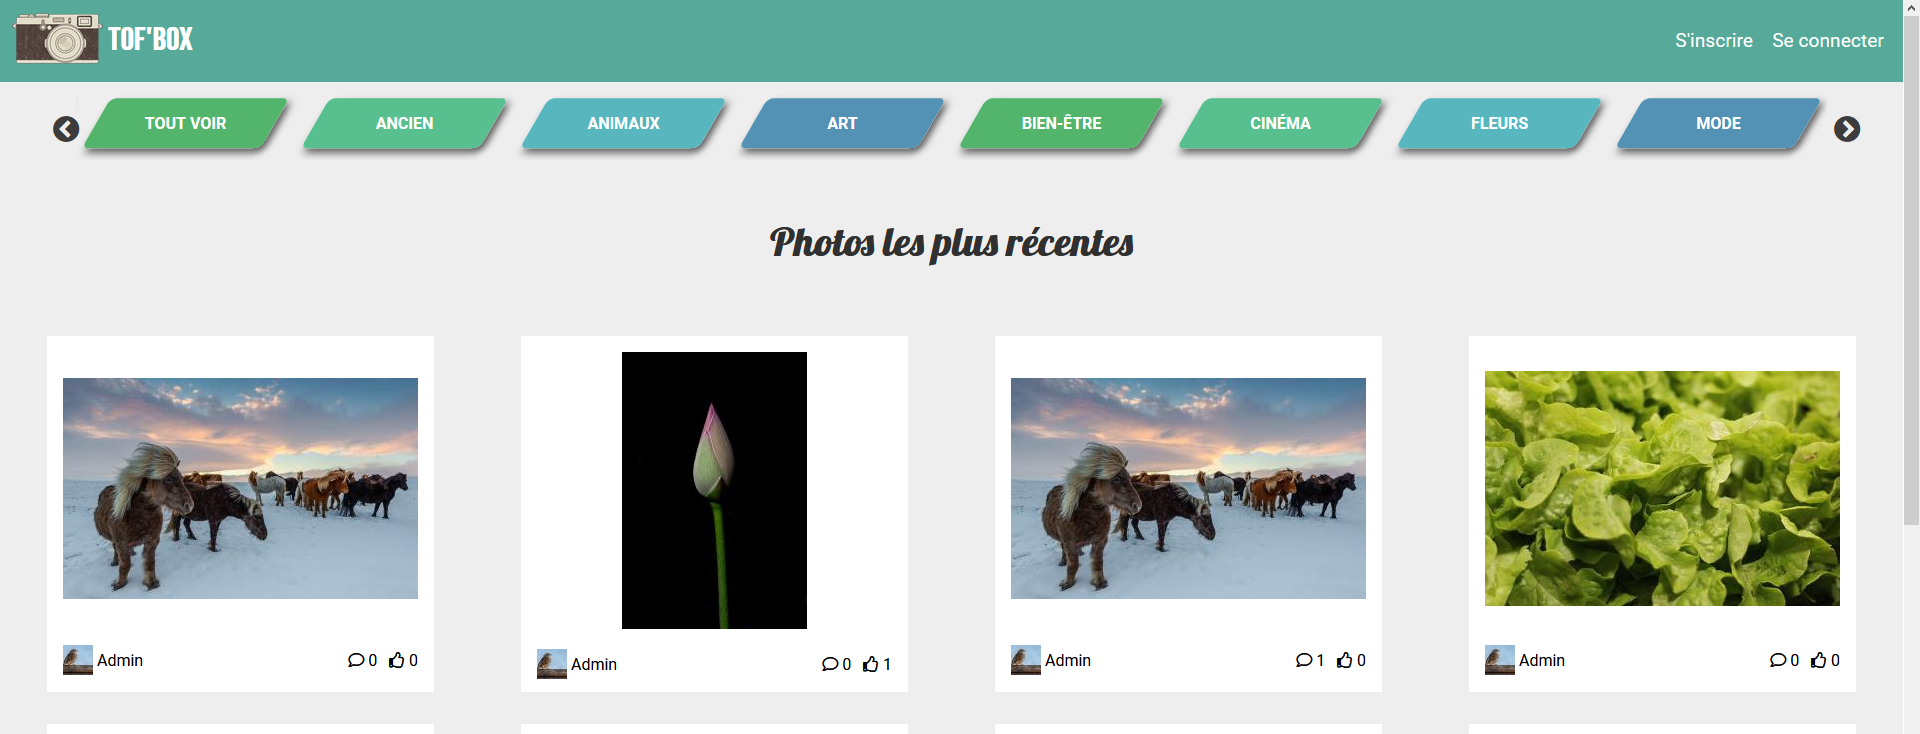 TOF'BOX
S'inscrire Se connecter
TOUT VOIR ANCIEN ANIMAUX ART BIEN-ÊTRE CINÉMA FLEURS MODE
Photos les plus récentes
Admin 0 0
Admin 0 1
Admin 1 0
Admin 0 0